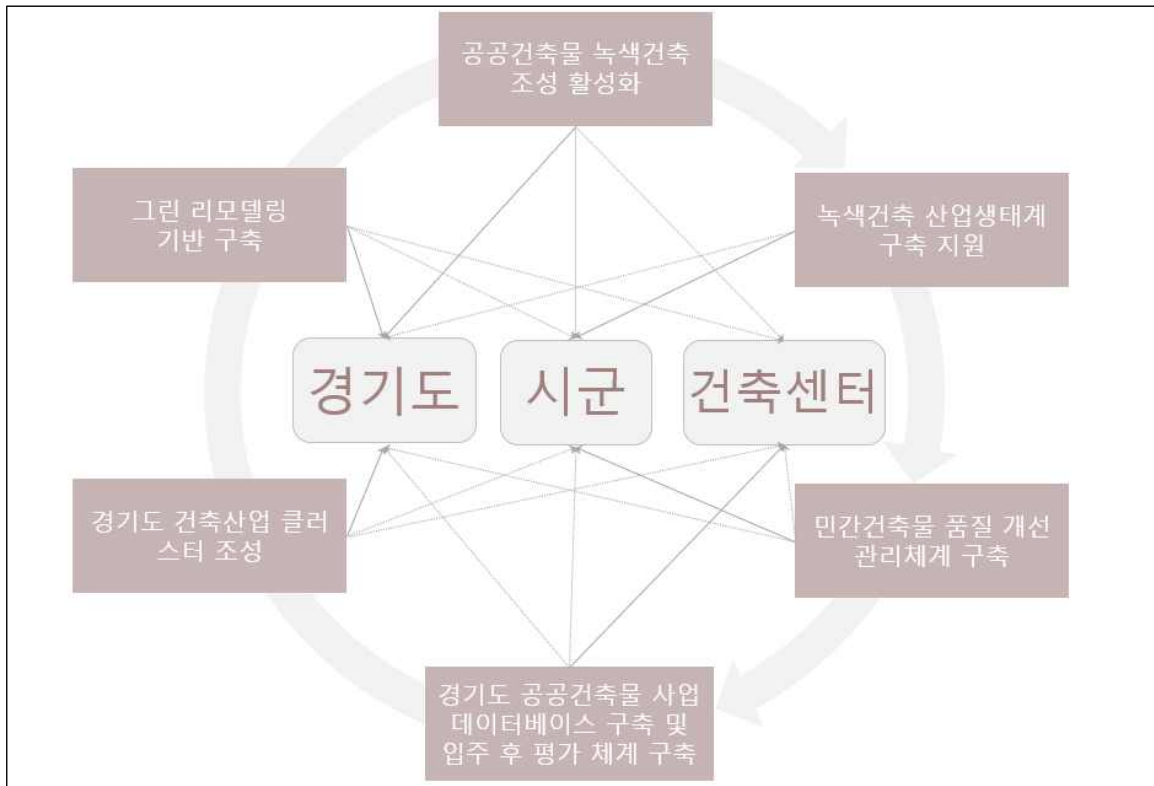 공공건축물 녹색건축
조성 활성화
그린 리모델링
기반 구축
녹색건축 산업생태계
구축 지원
경기도
시군
건축센터
경기도 건축산업 클러
스터 조성
민간건축물 품질 개선
관리체계 구축
경기도 공공건축물 사업
데이터베이스 구축 및
입주 후 평가 체계 구축